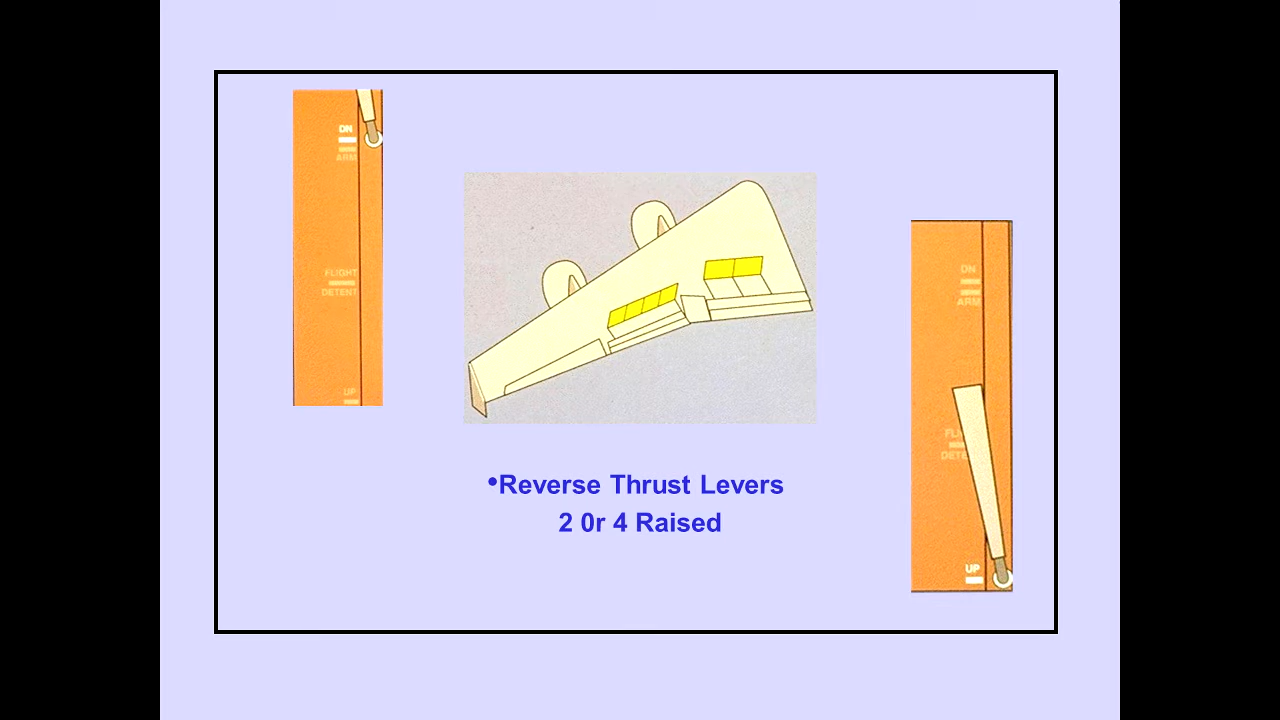 DN
ARM
FLIGHT
DETENT
UP
•Reverse Thrust Levers
2 0r 4 Raised
DN
ARM
UP